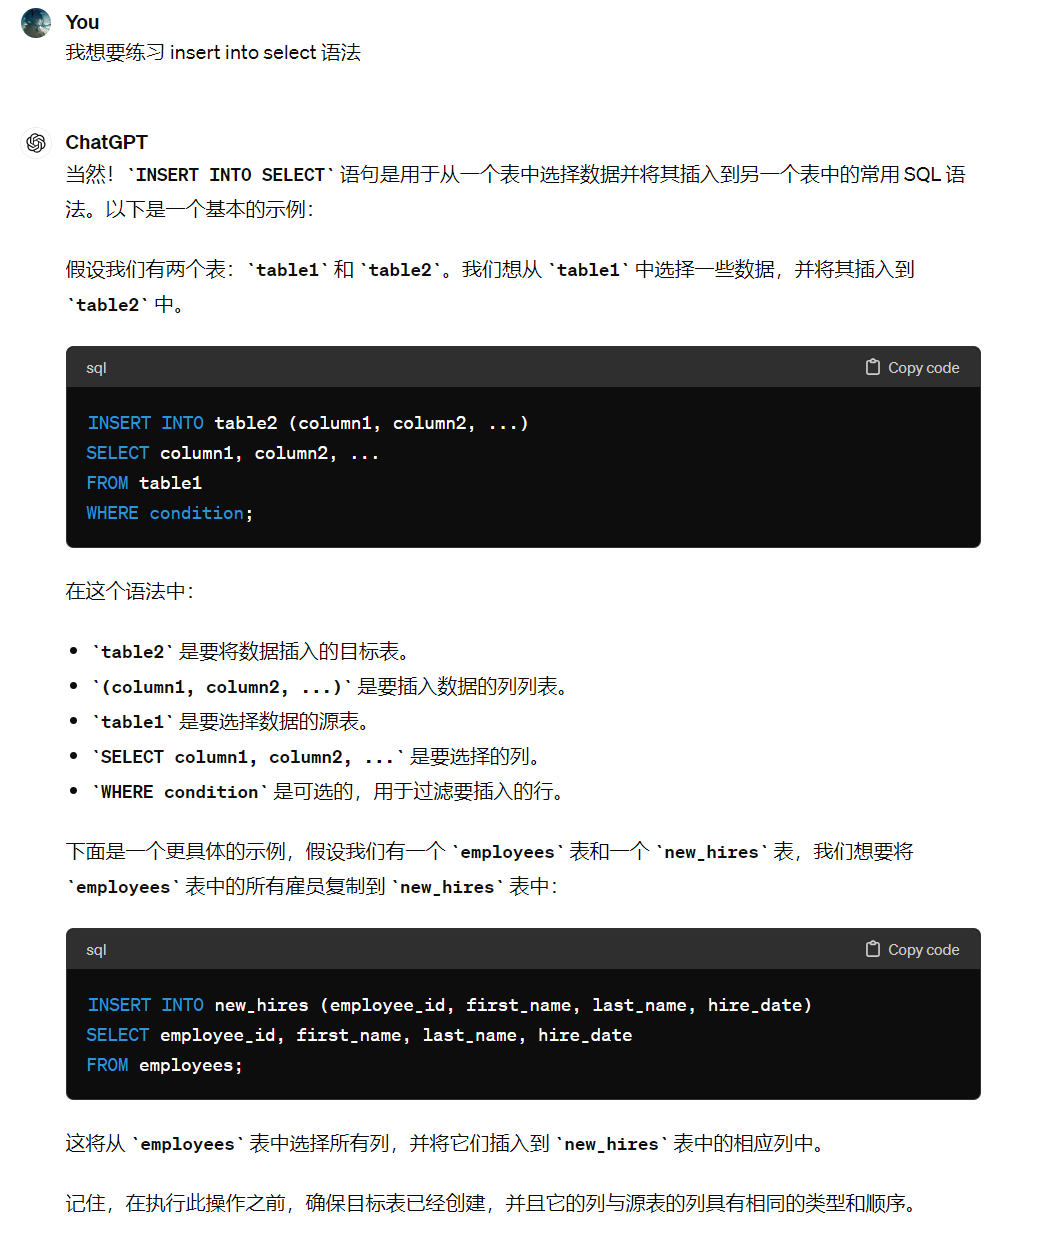 You
我想要练习 insert into select 语法
ChatGPT
当然！`INSERT INTO SELECT` 语句是用于从一个表中选择数据并将其插入到另一个表中的常用 SQL 语
法。以下是一个基本的示例：
假设我们有两个表：`table1` 和 `table2`。我们想从 `table1` 中选择一些数据，并将其插入到
`table2` 中。
sql
Copy code
INSERT INTO table2 (column1, column2, ...)
SELECT column1, column2, ...
FROM table1
WHERE condition;
在这个语法中：
• `table2` 是要将数据插入的目标表。
• `(column1, column2, ...)` 是要插入数据的列列表。
• `table1` 是要选择数据的源表。
• `SELECT column1, column2, ...` 是要选择的列。
• `WHERE condition` 是可选的，用于过滤要插入的行。
下面是一个更具体的示例，假设我们有一个 `employees` 表和一个 `new_hires` 表，我们想要将
`employees` 表中的所有雇员复制到 `new_hires` 表中：
sql
Copy code
INSERT INTO new_hires (employee_id, first_name, last_name, hire_date)
SELECT employee_id, first_name, last_name, hire_date
FROM employees;
这将从 `employees` 表中选择所有列，并将它们插入到 `new_hires` 表中的相应列中。
记住，在执行此操作之前，确保目标表已经创建，并且它的列与源表的列具有相同的类型和顺序。